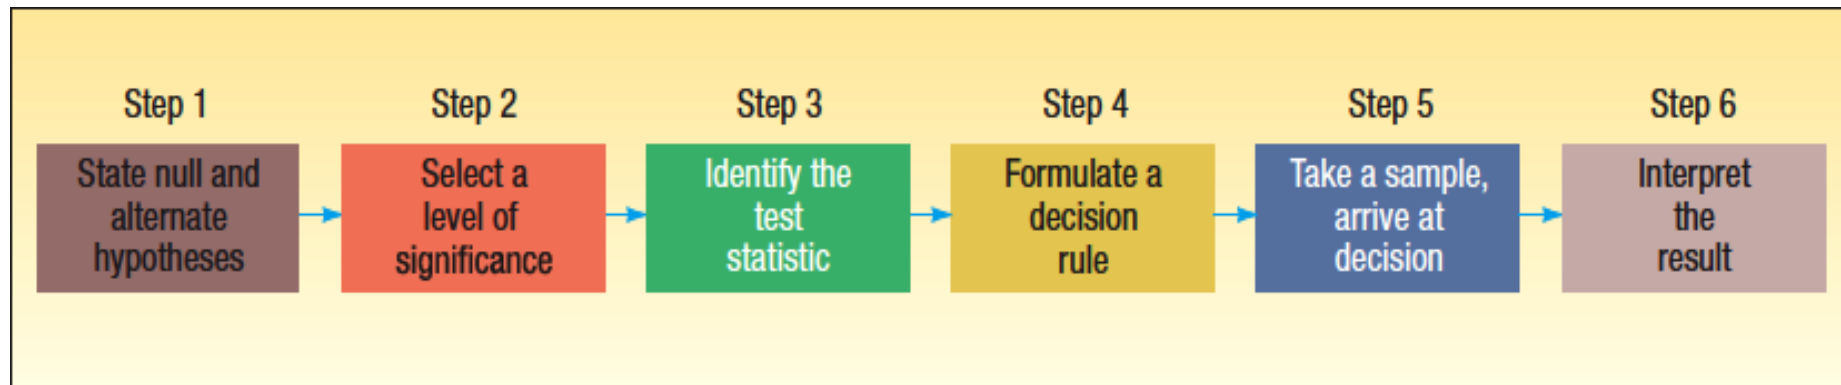 Step 1
State null and
alternate
hypotheses
Step 2
Select a
level of
significance
Step 3
Identify the
test
statistic
Step 4
Formulate a
decision
rule
Step 5
Take a sample,
arrive at
decision
Step 6
Interpret
the
result